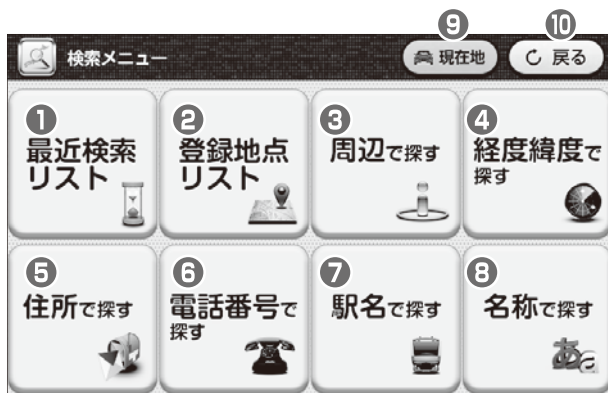 ❾ ❿
検索メニュー 現在地 戻る
❶ ❷ ❸ ❹
最近検索
リスト
登録地点
リスト
周辺で探す
経度緯度で
探す
❺ ❻ ❼ ❽
住所で探す
電話番号で
探す
駅名で探す
名称で探す
あa